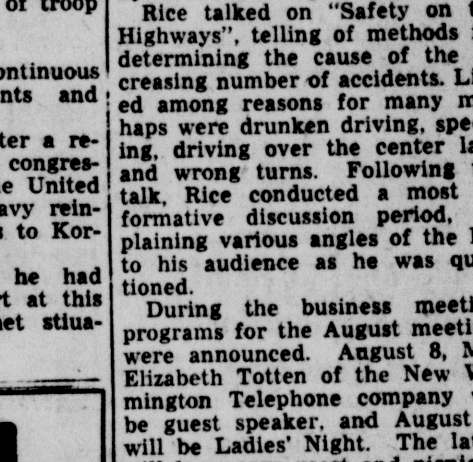 of troop
ontinuous
nts and
ter a re-
congres-
e United
avy rein-
s to Kor-
he had
rt at this
et stiua-
Rice talked on "Safety on
Highways", telling of methods
determining the cause of the
creasing number of accidents. L
ed among reasons for many m
haps were drunken driving, spe
ing, driving over the center la
and wrong turns. Following
talk, Rice conducted a most
formative discussion period,
plaining various angles of the
to his audience as he was qu
tioned.
During the business meeti
programs for the August meeti
were announced. August 8, M
Elizabeth Totten of the New W
mington Telephone company
be guest speaker, and August
will be Ladies' Night. The la